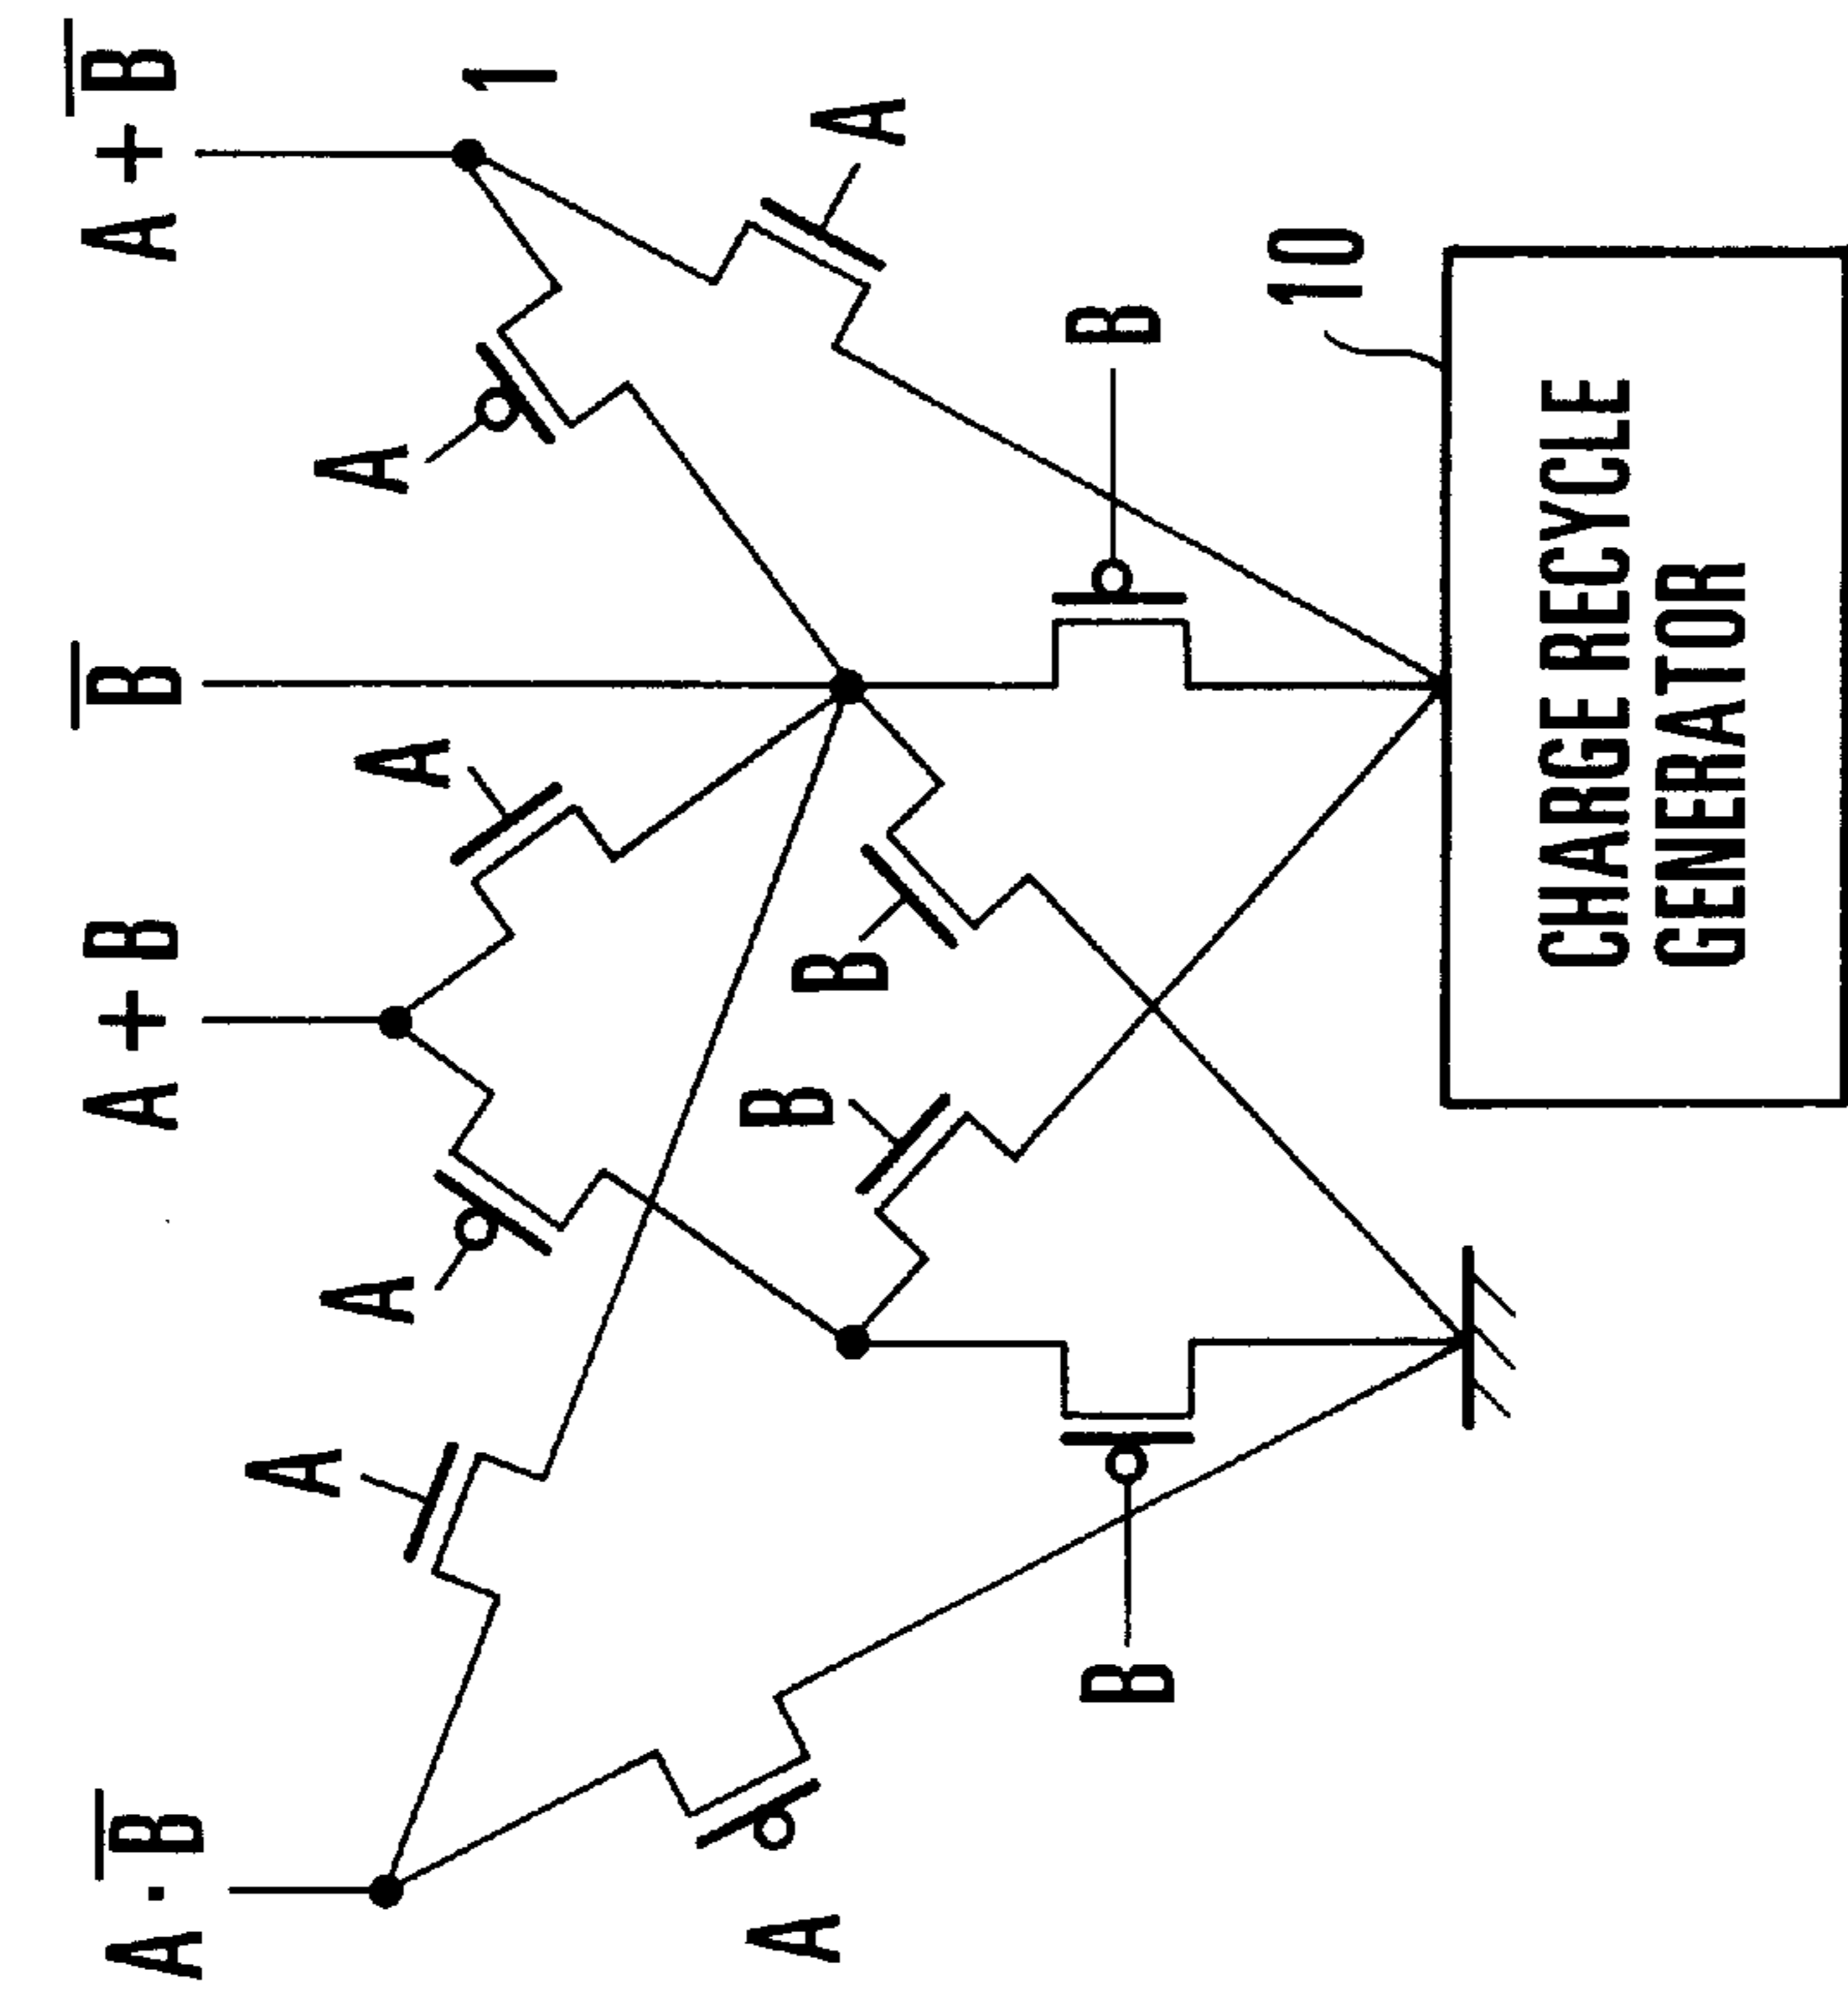 A · B̅
A + B
B̅
A + B̅
A
A
A
A
1
A
B
B
A
B
B
10
CHARGE RECYCLE
GENERATOR